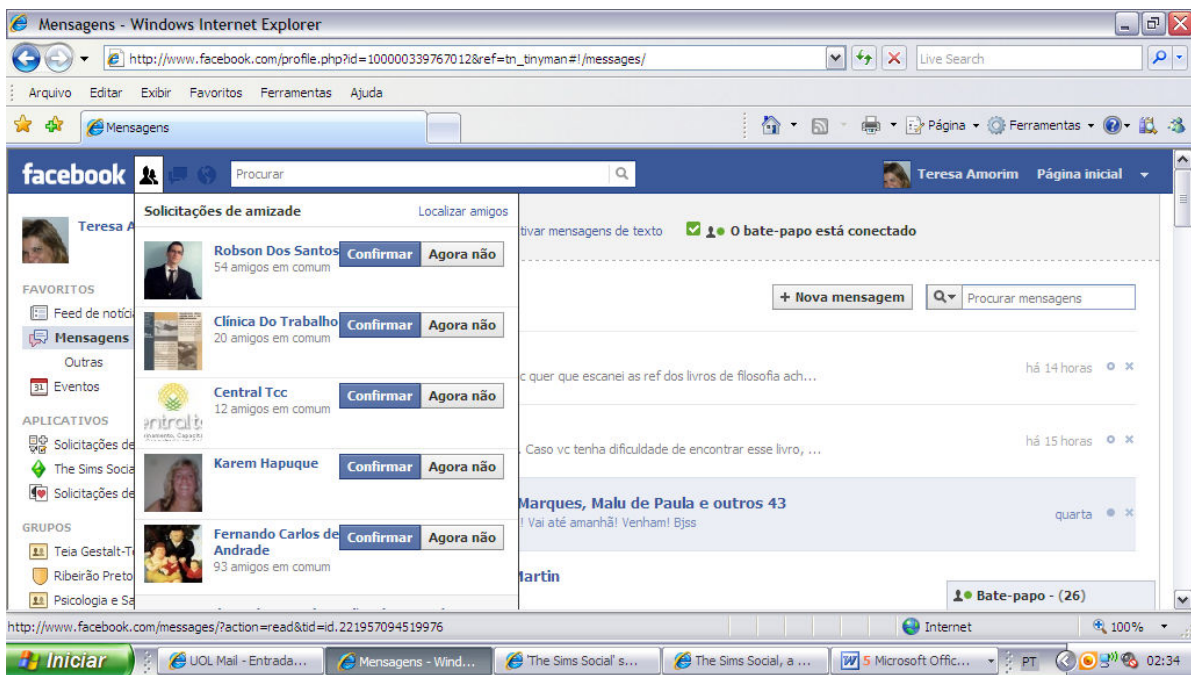 Mensagens - Windows Internet Explorer
http://www.facebook.com/profile.php?id=100000339767012&ref=tn_tinyman#!/messages/
Live Search
Arquivo Editar Exibir Favoritos Ferramentas Ajuda
Mensagens
Página Ferramentas
facebook
Procurar
Teresa Amorim Página inicial
Teresa A
FAVORITOS
Feed de notíci
Mensagens
Outras
31 Eventos
APLICATIVOS
Solicitações de
The Sims Socia
Solicitações de
GRUPOS
Teia Gestalt-T
Ribeirão Preto
Psicologia e Sa
Solicitações de amizade Localizar amigos
Robson Dos Santos
54 amigos em comum
Confirmar Agora não
Clínica Do Trabalho
20 amigos em comum
Confirmar Agora não
Central Tcc
12 amigos em comum
Confirmar Agora não
Karem Hapuque
Confirmar Agora não
Fernando Carlos de
Andrade
93 amigos em comum
Confirmar Agora não
tivar mensagens de texto O bate-papo está conectado
+ Nova mensagem Procurar mensagens
há 14 horas
c quer que escanei as ref dos livros de filosofia ach...
há 15 horas
. Caso vc tenha dificuldade de encontrar esse livro, ...
Marques, Malu de Paula e outros 43
! Vai até amanhã! Venham! Bjss
quarta
Martin
Bate-papo - (26)
http://www.facebook.com/messages/?action=read&tid=id.221957094519976
Internet 100%
Iniciar UOL Mail - Entrada... Mensagens - Wind... 'The Sims Social' s... The Sims Social, a ... 5 Microsoft Offic... PT 02:34